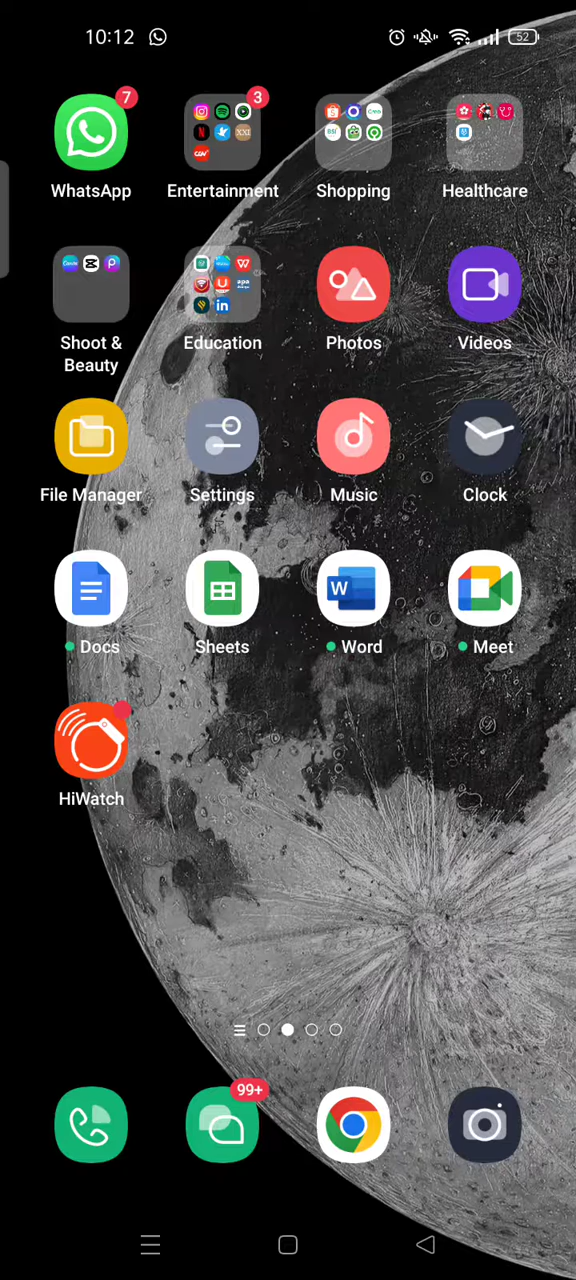 10:12
52
7
3
WhatsApp
Entertainment
Shopping
Healthcare
Shoot &
Beauty
Education
Photos
Videos
File Manager
Settings
Music
Clock
W
Docs
Sheets
Word
Meet
HiWatch
99+